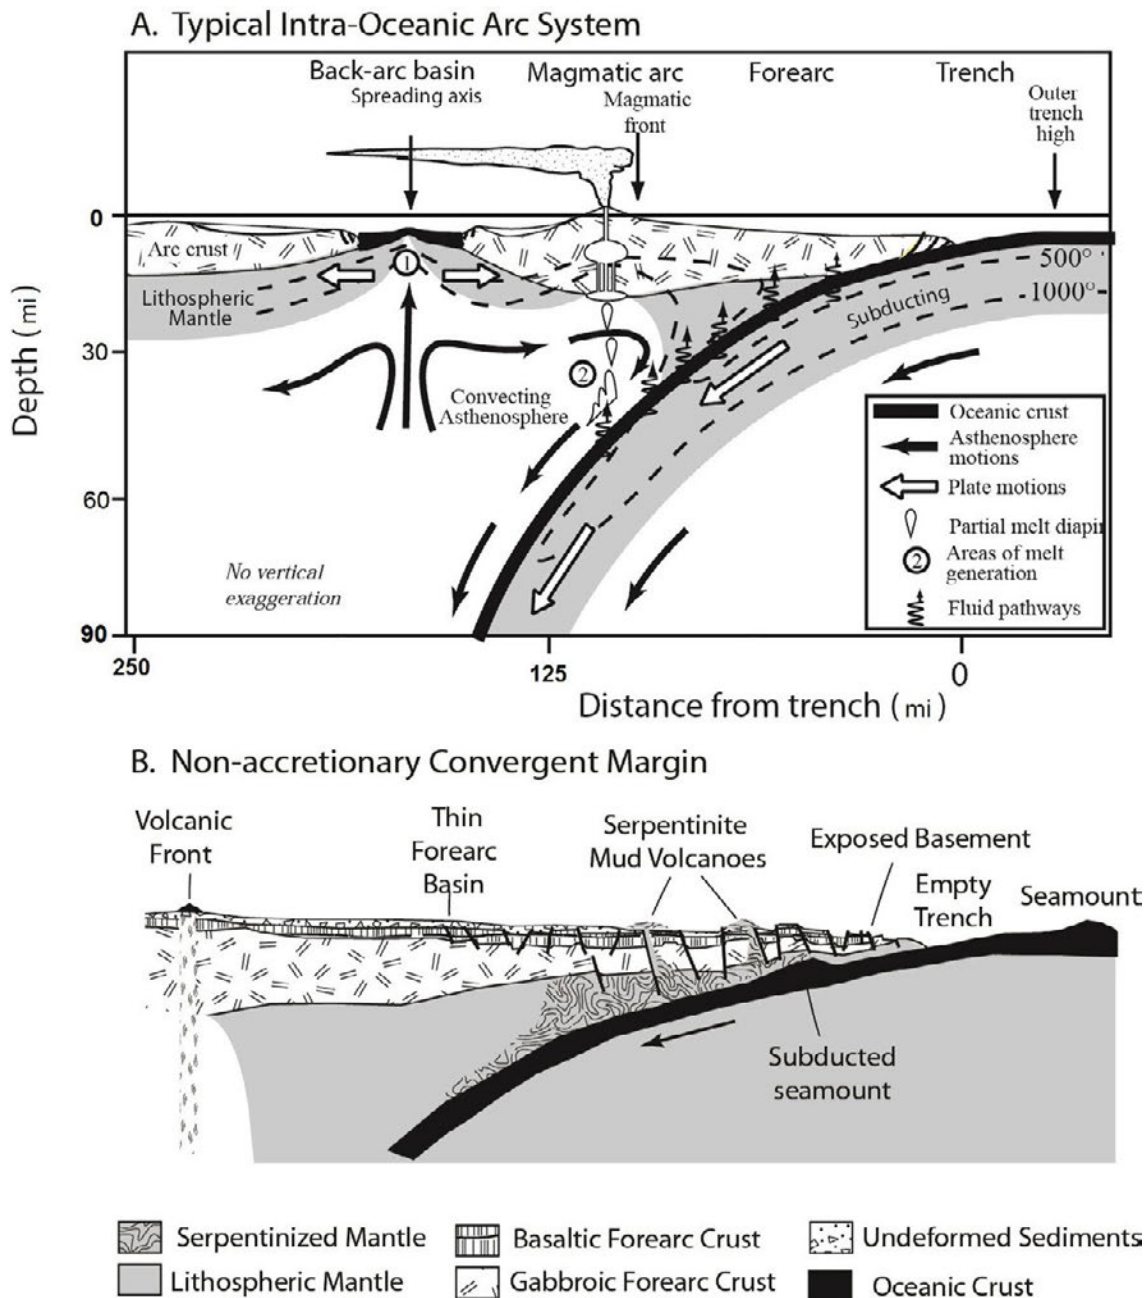 A. Typical Intra-Oceanic Arc System
Back-arc basin
Spreading axis
Magmatic arc
Magmatic
front
Forearc
Trench
Outer
trench
high
0
30
60
90
Depth (mi)
Arc crust
Lithospheric
Mantle
1
2
Convecting
Asthenosphere
Subducting
500°
1000°
No vertical
exaggeration
Oceanic crust
Asthenosphere
motions
Plate motions
Partial melt diapir
2 Areas of melt
generation
Fluid pathways
250
125
0
Distance from trench (mi)
B. Non-accretionary Convergent Margin
Volcanic
Front
Thin
Forearc
Basin
Serpentinite
Mud Volcanoes
Exposed Basement
Empty
Trench
Seamount
Subducted
seamount
Serpentinized Mantle
Basaltic Forearc Crust
Undeformed Sediments
Lithospheric Mantle
Gabbroic Forearc Crust
Oceanic Crust